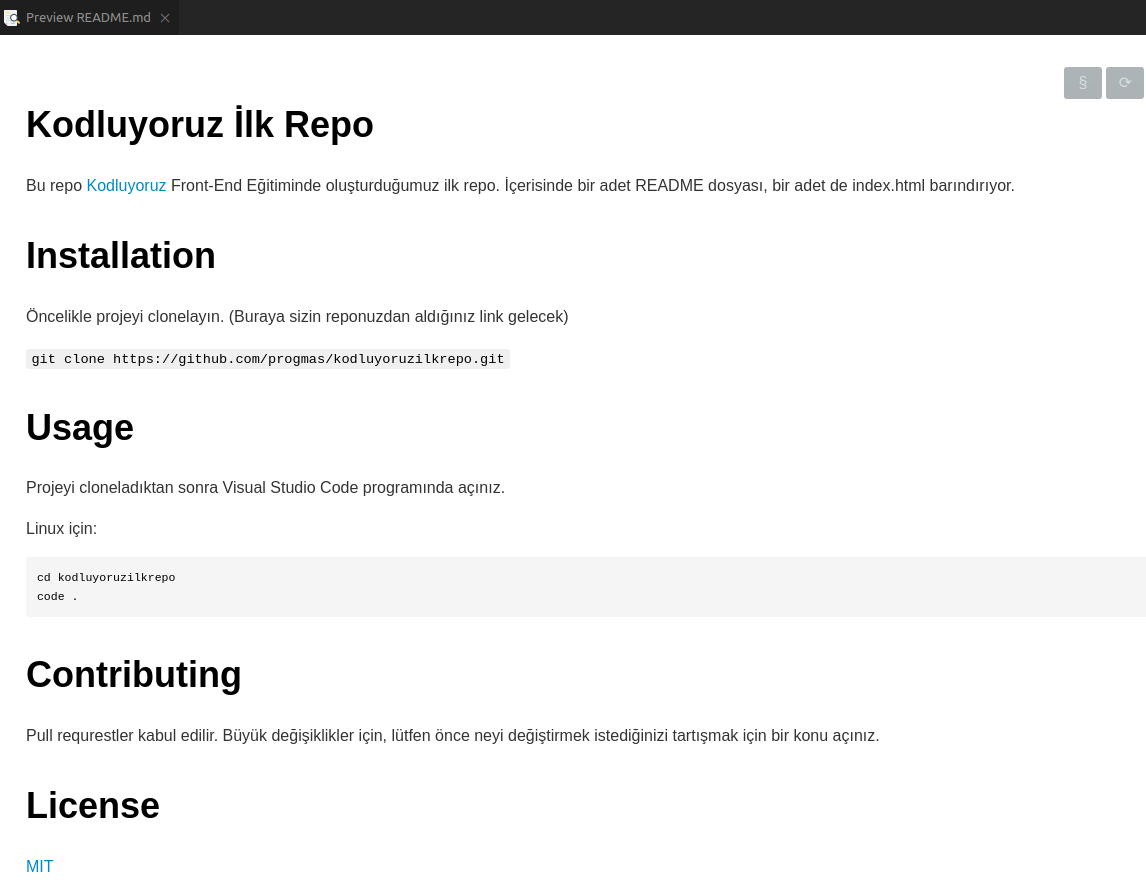 Preview README.md
§
Kodluyoruz İlk Repo
Bu repo Kodluyoruz Front-End Eğitiminde oluşturduğumuz ilk repo. İçerisinde bir adet README dosyası, bir adet de index.html barındırıyor.
Installation
Öncelikle projeyi clonelayın. (Buraya sizin reponuzdan aldığınız link gelecek)
git clone https://github.com/progmas/kodluyoruzilkrepo.git
Usage
Projeyi cloneladıktan sonra Visual Studio Code programında açınız.
Linux için:
cd kodluyoruzilkrepo
code .
Contributing
Pull requrestler kabul edilir. Büyük değişiklikler için, lütfen önce neyi değiştirmek istediğinizi tartışmak için bir konu açınız.
License
MIT